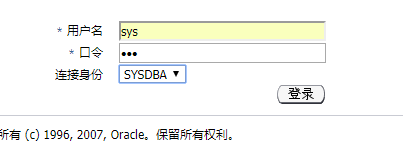 * 用户名 sys
* 口令 •••
连接身份 SYSDBA ▼
登录
所有 (c) 1996, 2007, Oracle。保留所有权利。